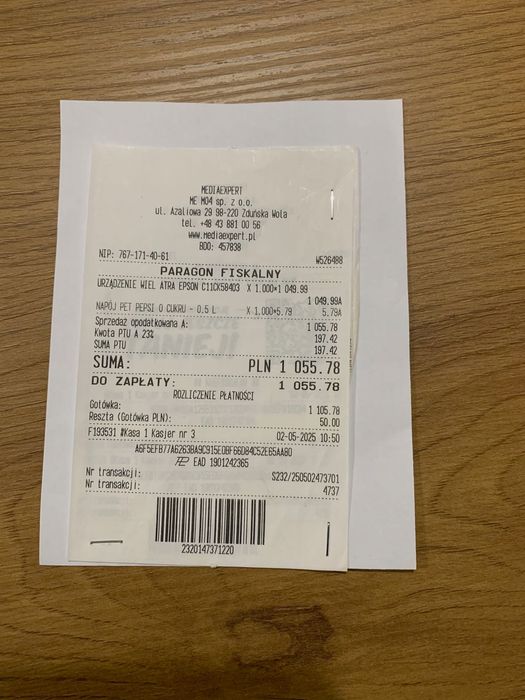 MEDIAEXPERT
ME M04 sp. z o.o.
ul. Azaliowa 29 98-220 Zduńska Wola
tel. +48 43 881 00 56
www.mediaexpert.pl
BDO: 457838
NIP: 767-171-40-61 W526488
PARAGON FISKALNY
URZĄDZENIE WIEL ATRA EPSON C11CK58403 X 1.000*1 049.99
1 049.99A
NAPÓJ PET PEPSI 0 CUKRU - 0.5 L X 1.000*5.79 5.79A
Sprzedaż opodatkowana A: 1 055.78
Kwota PTU A 23% 197.42
SUMA PTU 197.42
SUMA: PLN 1 055.78
DO ZAPŁATY: 1 055.78
ROZLICZENIE PŁATNOŚCI
Gotówka: 1 105.78
Reszta (Gotówka PLN): 50.00
F193531 #Kasa 1 Kasjer nr 3 02-05-2025 10:50
A6F5EFB77A6263BA9C915E0BF66D84C52E65AA80
EAD 1901242365
Nr transakcji: S232/250502473701
Nr transakcji: 4737
2320147371220